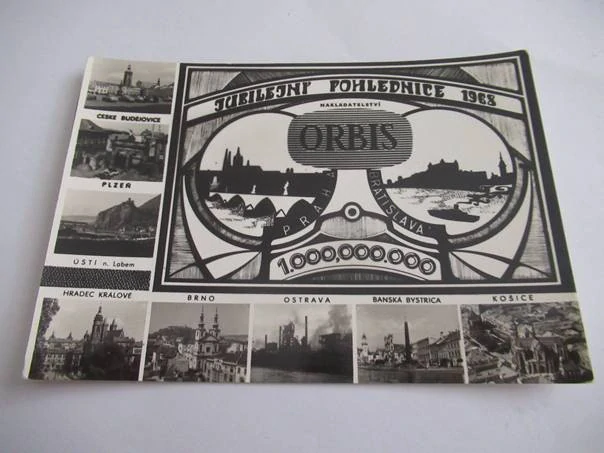 JUBILEJNÍ POHLEDNICE 1968
NAKLADATELSTVÍ
ORBIS
PRAHA
BRATISLAVA
1.000.000.000
ČESKÉ BUDĚJOVICE
PLZEŇ
ÚSTÍ n. Labem
HRADEC KRÁLOVÉ
BRNO
OSTRAVA
BANSKÁ BYSTRICA
KOŠICE